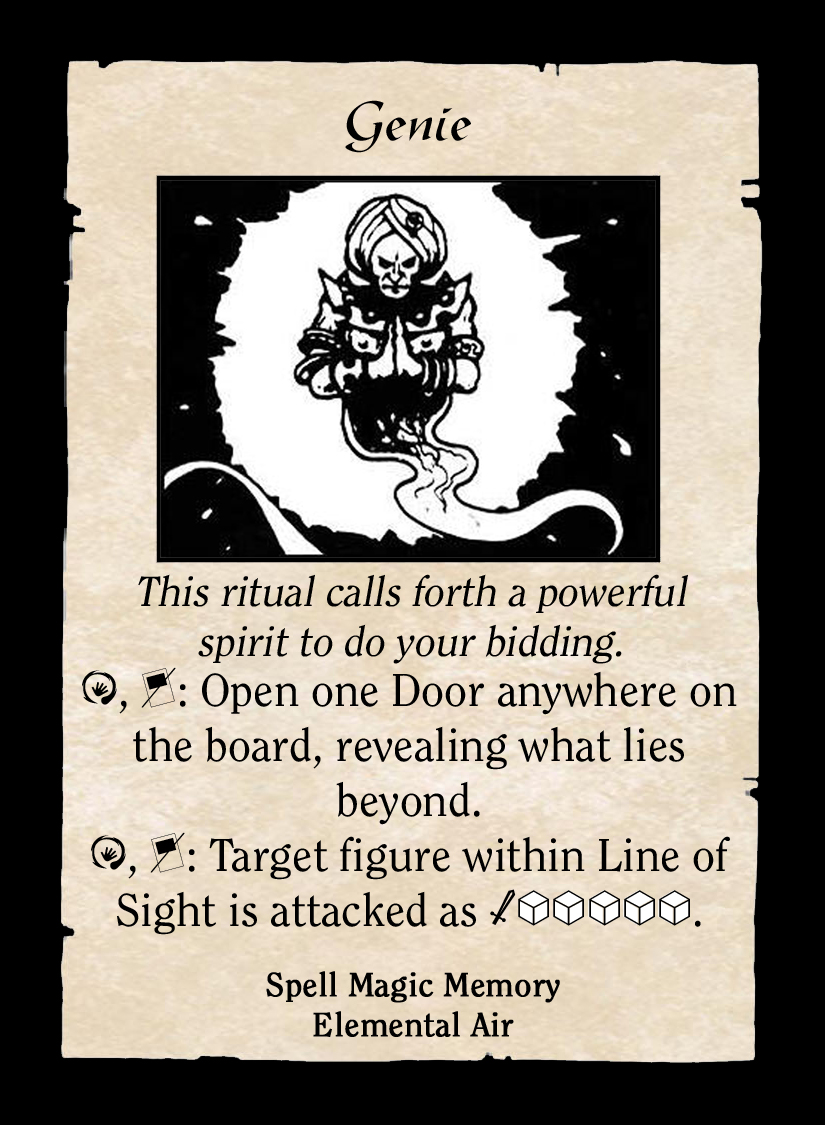 Genie
This ritual calls forth a powerful
spirit to do your bidding.
, : Open one Door anywhere on
the board, revealing what lies
beyond.
, : Target figure within Line of
Sight is attacked as .
Spell Magic Memory
Elemental Air